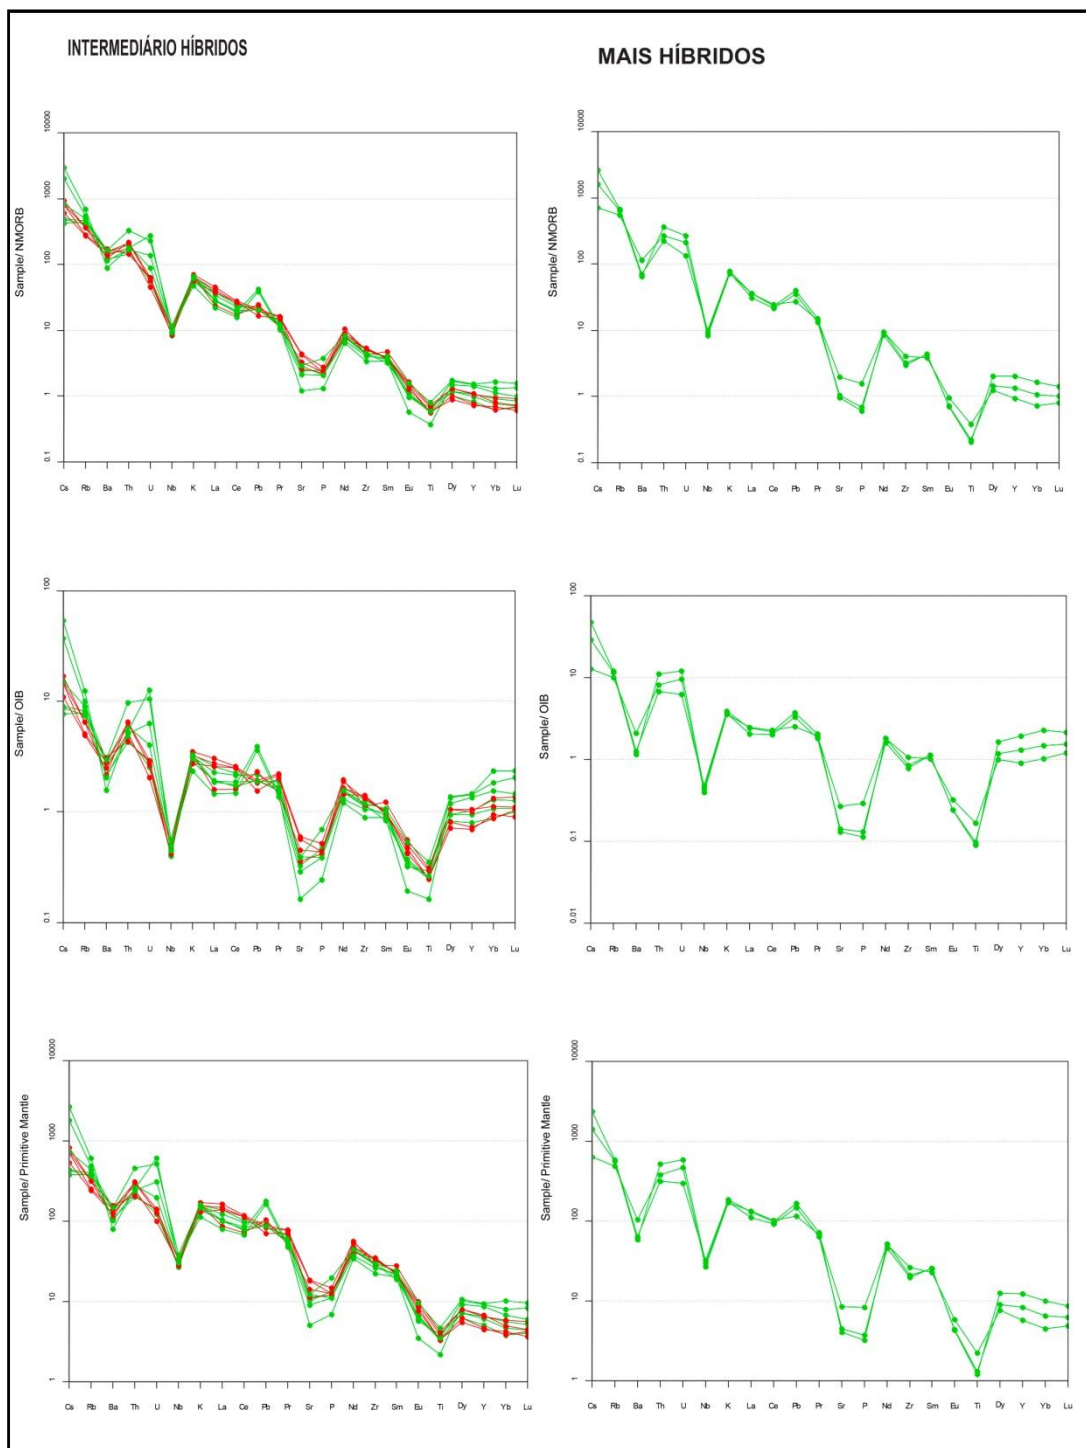 INTERMEDIÁRIO HÍBRIDOS
MAIS HÍBRIDOS
Sample/ NMORB
10000
1000
100
10
1
0.1
Cs Rb Ba Th U Nb K La Ce Pb Pr Sr P Nd Zr Sm Eu Ti Dy Y Yb Lu
Sample/ NMORB
10000
1000
100
10
1
0.1
Cs Rb Ba Th U Nb K La Ce Pb Pr Sr P Nd Zr Sm Eu Ti Dy Y Yb Lu
Sample/ OIB
100
10
1
0.1
Cs Rb Ba Th U Nb K La Ce Pb Pr Sr P Nd Zr Sm Eu Ti Dy Y Yb Lu
Sample/ OIB
100
10
1
0.1
0.01
Cs Rb Ba Th U Nb K La Ce Pb Pr Sr P Nd Zr Sm Eu Ti Dy Y Yb Lu
Sample/ Primitive Mantle
10000
1000
100
10
1
Cs Rb Ba Th U Nb K La Ce Pb Pr Sr P Nd Zr Sm Eu Ti Dy Y Yb Lu
Sample/ Primitive Mantle
10000
1000
100
10
1
Cs Rb Ba Th U Nb K La Ce Pb Pr Sr P Nd Zr Sm Eu Ti Dy Y Yb Lu